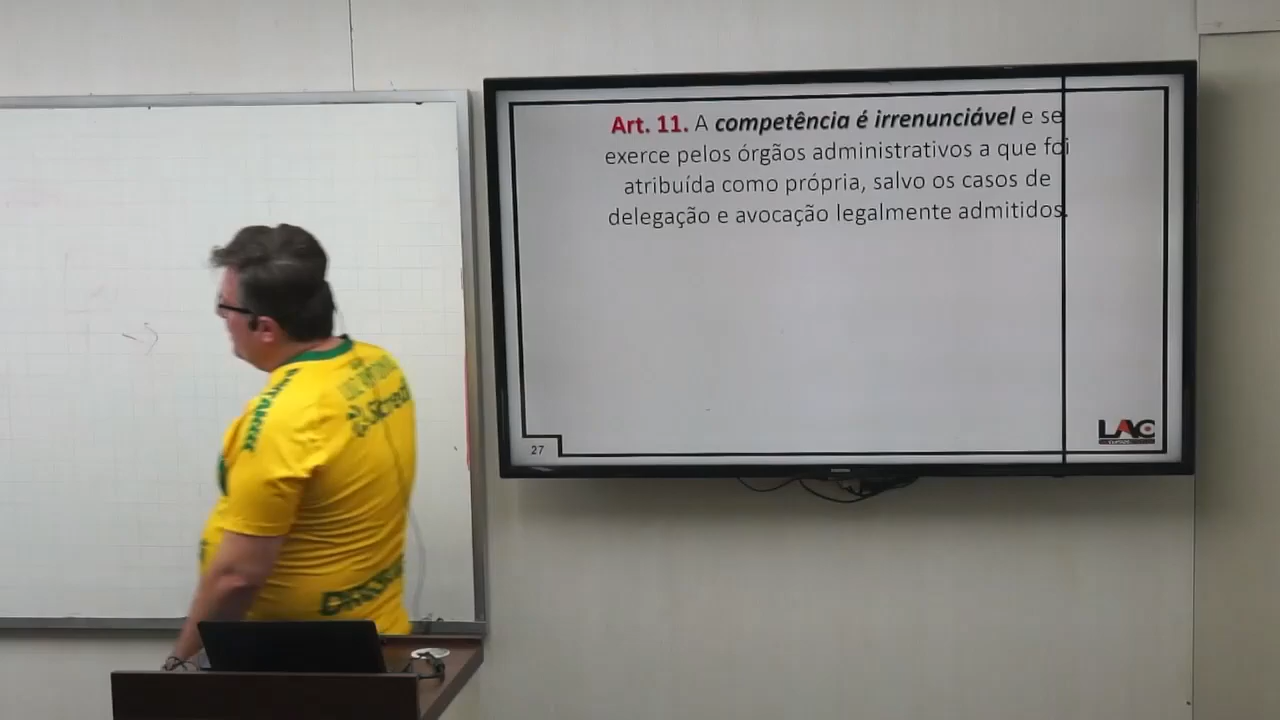 Art. 11. A competência é irrenunciável e se
exerce pelos órgãos administrativos a que foi
atribuída como própria, salvo os casos de
delegação e avocação legalmente admitidos.
27
LAC